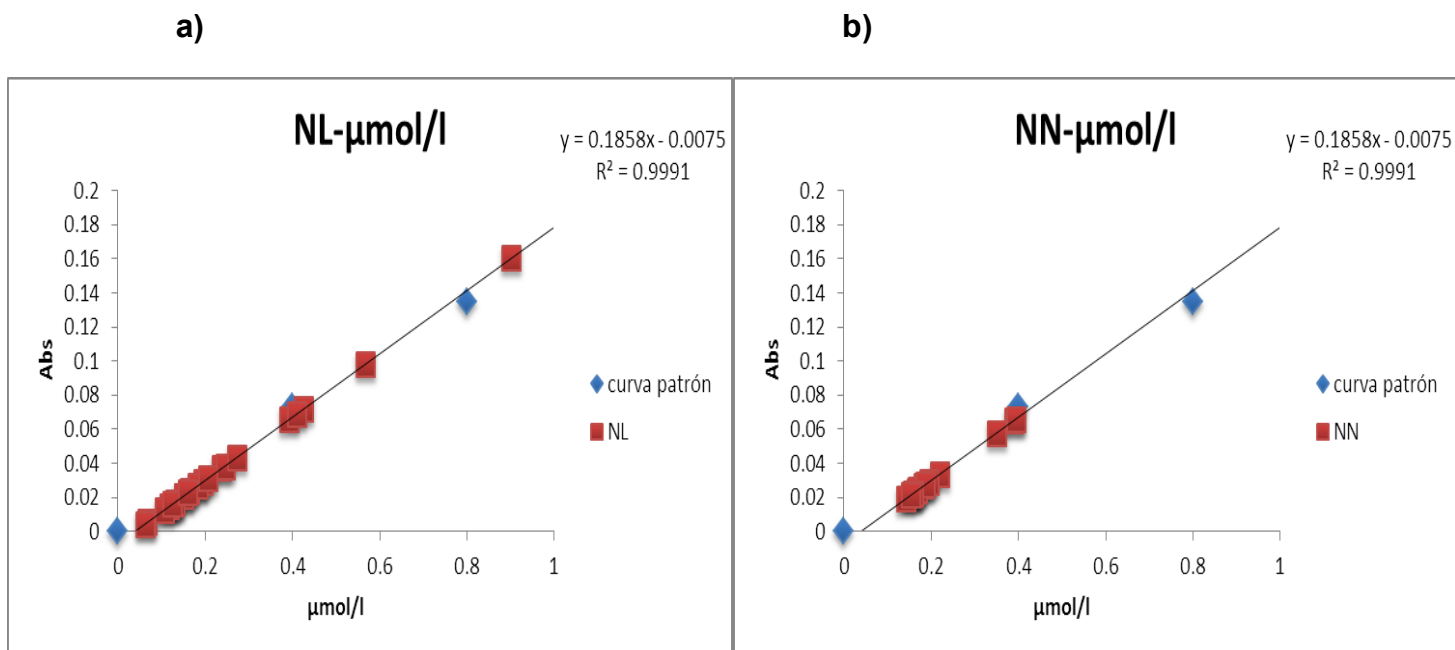 a)
b)
NL-µmol/l
y = 0.1858x - 0.0075
R² = 0.9991
0.2
0.18
0.16
0.14
0.12
0.1
0.08
0.06
0.04
0.02
0
Abs
0 0.2 0.4 0.6 0.8 1
µmol/l
curva patrón
NL
NN-µmol/l
y = 0.1858x - 0.0075
R² = 0.9991
0.2
0.18
0.16
0.14
0.12
0.1
0.08
0.06
0.04
0.02
0
Abs
0 0.2 0.4 0.6 0.8 1
µmol/l
curva patrón
NN